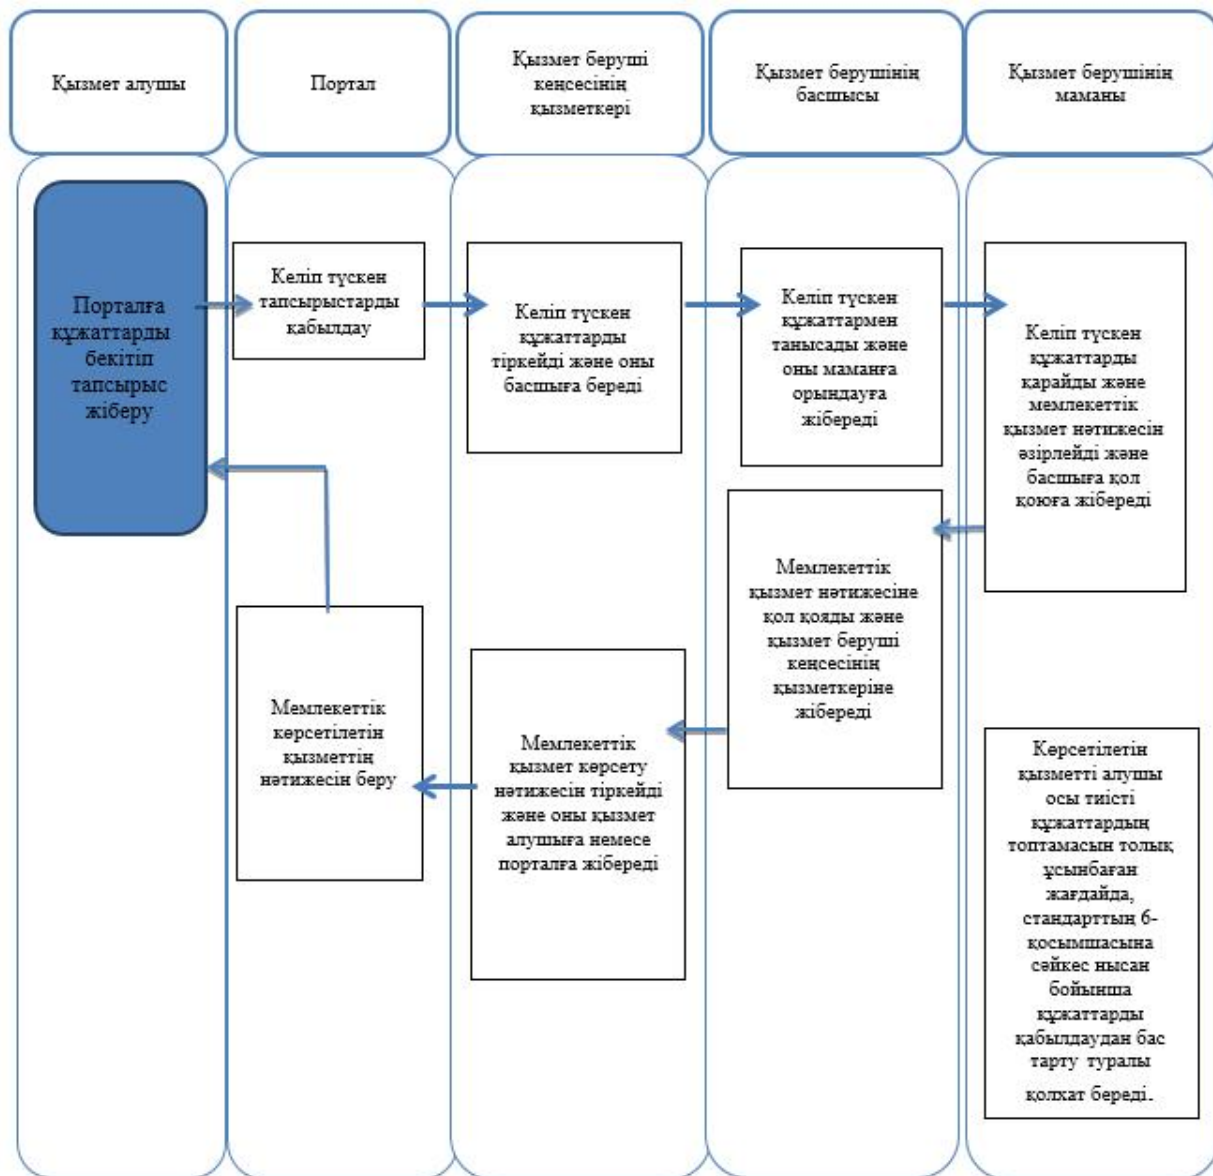 Қызмет алушы
Портал
Қызмет беруші
кеңсесінің
қызметкері
Қызмет берушінің
басшысы
Қызмет берушінің
маманы
Порталға
құжаттарды
бекітіп
тапсырыс
жіберу
Келіп түскен
тапсырыстарды
қабылдау
Келіп түскен
құжаттарды
тіркейді және оны
басшыға береді
Келіп түскен
құжаттармен
танысады және
оны маманға
орындауға
жібереді
Келіп түскен
құжаттарды
қарайды және
мемлекеттік
қызмет нәтижесін
әзірлейді және
басшыға қол
қоюға жібереді
Мемлекеттік
қызмет нәтижесіне
қол қояды және
қызмет беруші
кеңсесінің
қызметкеріне
жібереді
Мемлекеттік
қызмет көрсету
нәтижесін тіркейді
және оны қызмет
алушыға немесе
порталға жібереді
Мемлекеттік
көрсетілетін
қызметтің
нәтижесін беру
Көрсетілетін
қызметті алушы
осы тиісті
құжаттардың
топтамасын толық
ұсынбаған
жағдайда,
стандарттың 6-
қосымшасына
сәйкес нысан
бойынша
құжаттарды
қабылдаудан бас
тарту туралы
қолхат береді.